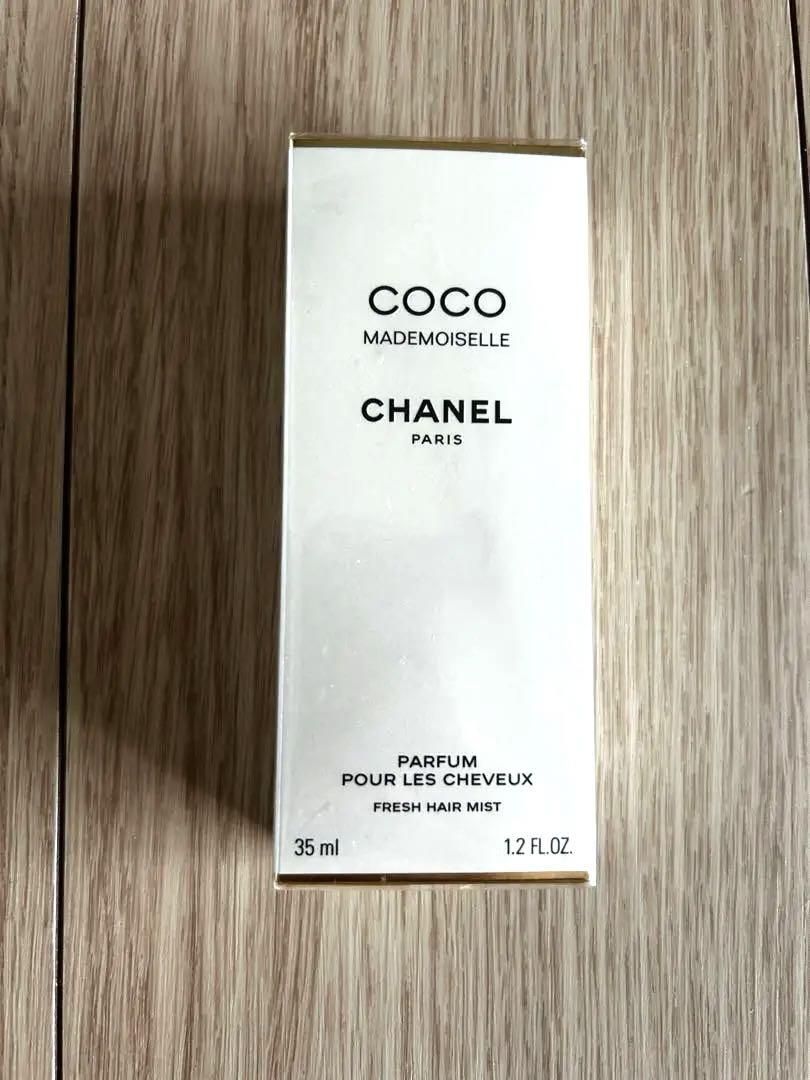 COCO
MADEMOISELLE
CHANEL
PARIS
PARFUM
POUR LES CHEVEUX
FRESH HAIR MIST
35 ml 1.2 FL.OZ.